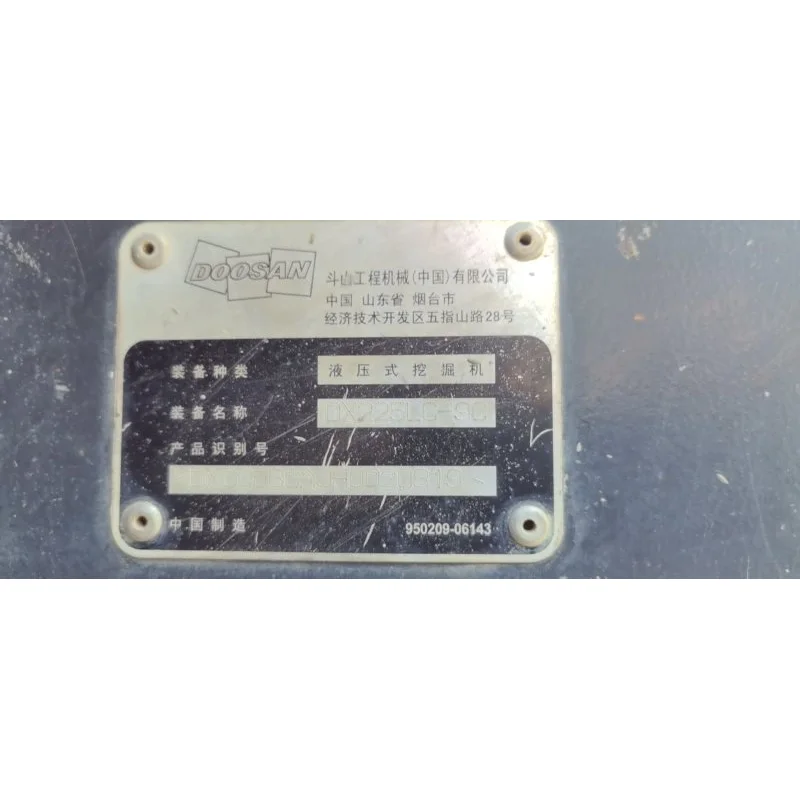 DOOSAN
斗山工程机械(中国)有限公司
中国 山东省 烟台市
经济技术开发区五指山路28号
装备种类 液压式挖掘机
装备名称 DX225LC-9C
产品识别号
中国制造 950209-06143